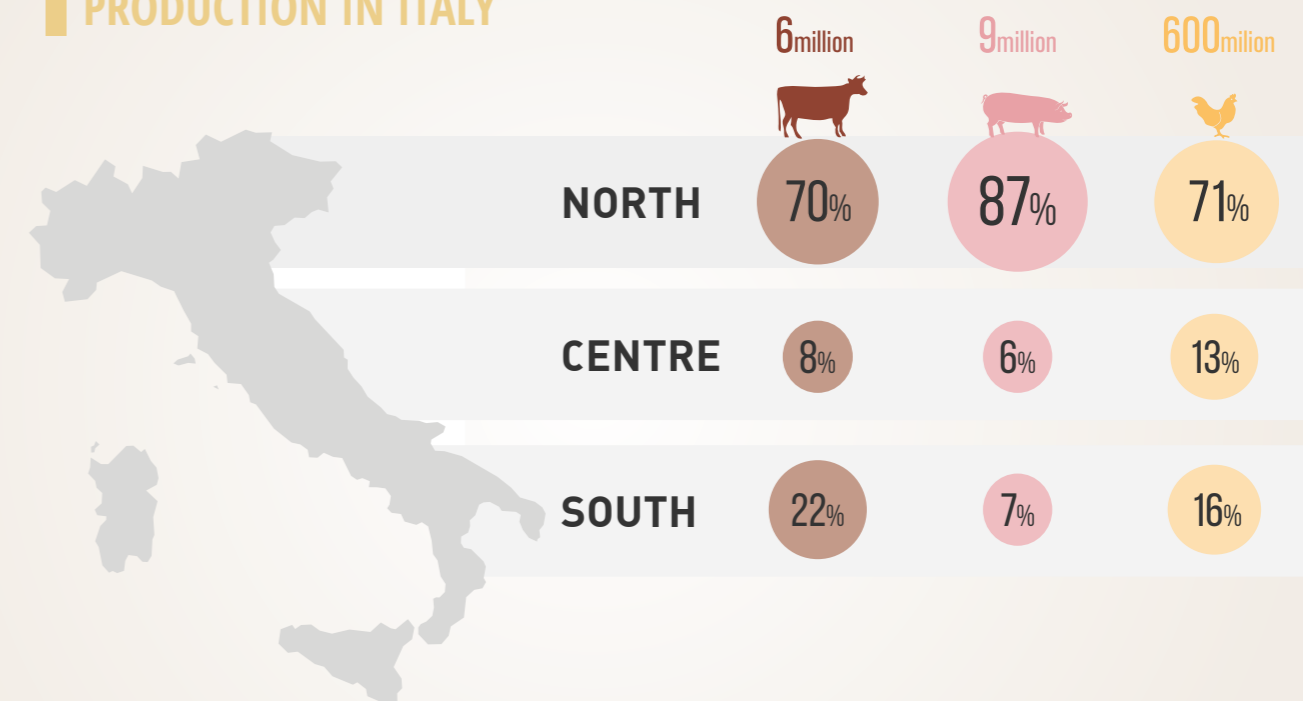 PRODUCTION IN ITALY
6million 9million 600milion
NORTH 70% 87% 71%
CENTRE 8% 6% 13%
SOUTH 22% 7% 16%